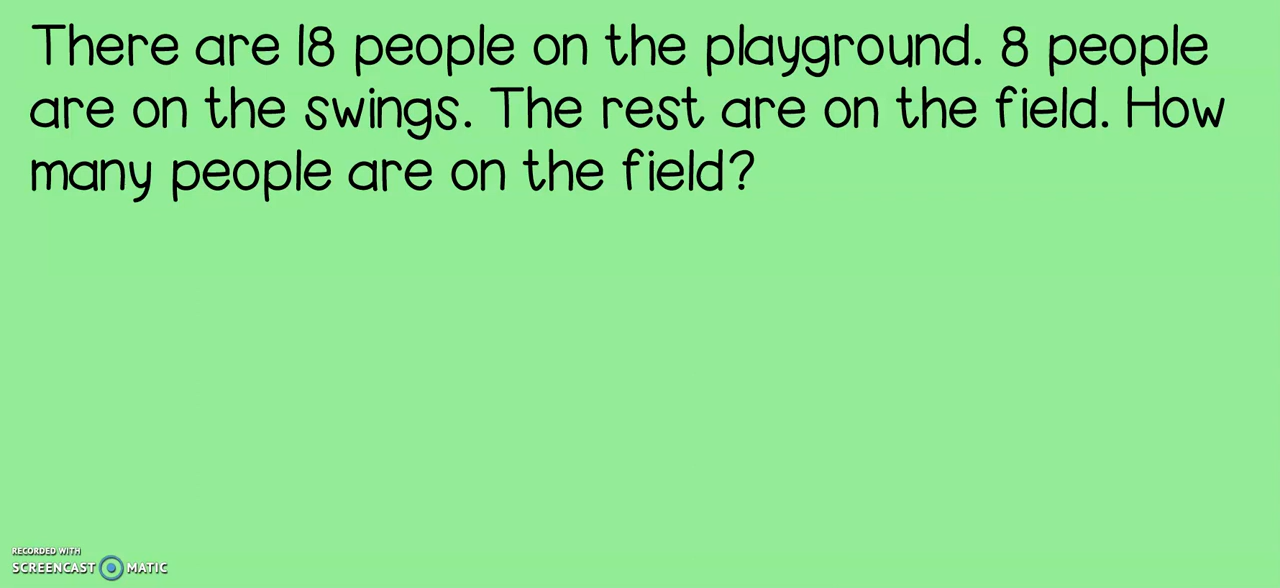 There are 18 people on the playground. 8 people
are on the swings. The rest are on the field. How
many people are on the field?
RECORDED WITH
SCREENCAST MATIC